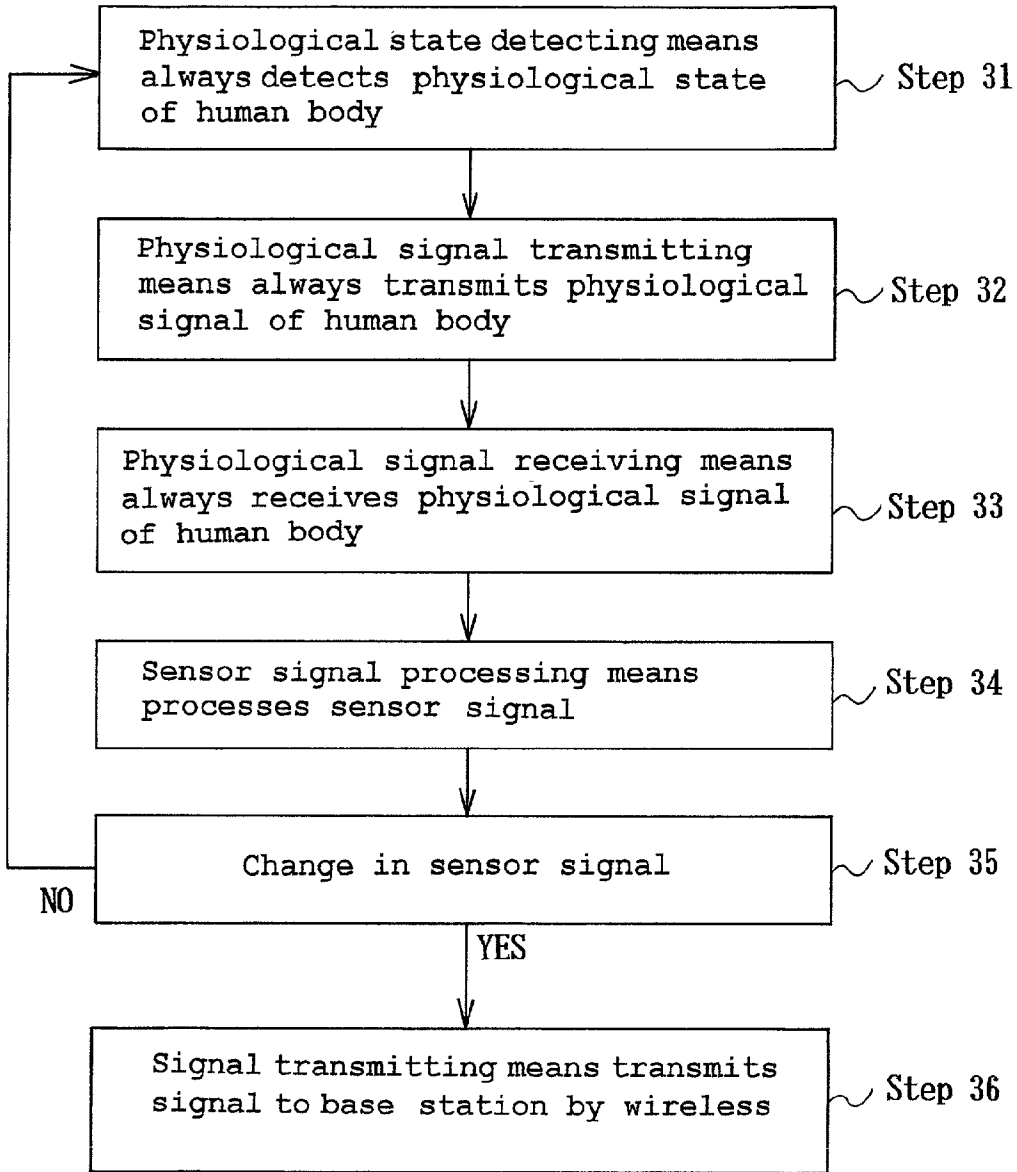 Physiological state detecting means
always detects physiological state
of human body
Step 31
Physiological signal transmitting
means always transmits physiological
signal of human body
Step 32
Physiological signal receiving means
always receives physiological signal
of human body
Step 33
Sensor signal processing means
processes sensor signal
Step 34
Change in sensor signal
Step 35
NO
YES
Signal transmitting means transmits
signal to base station by wireless
Step 36